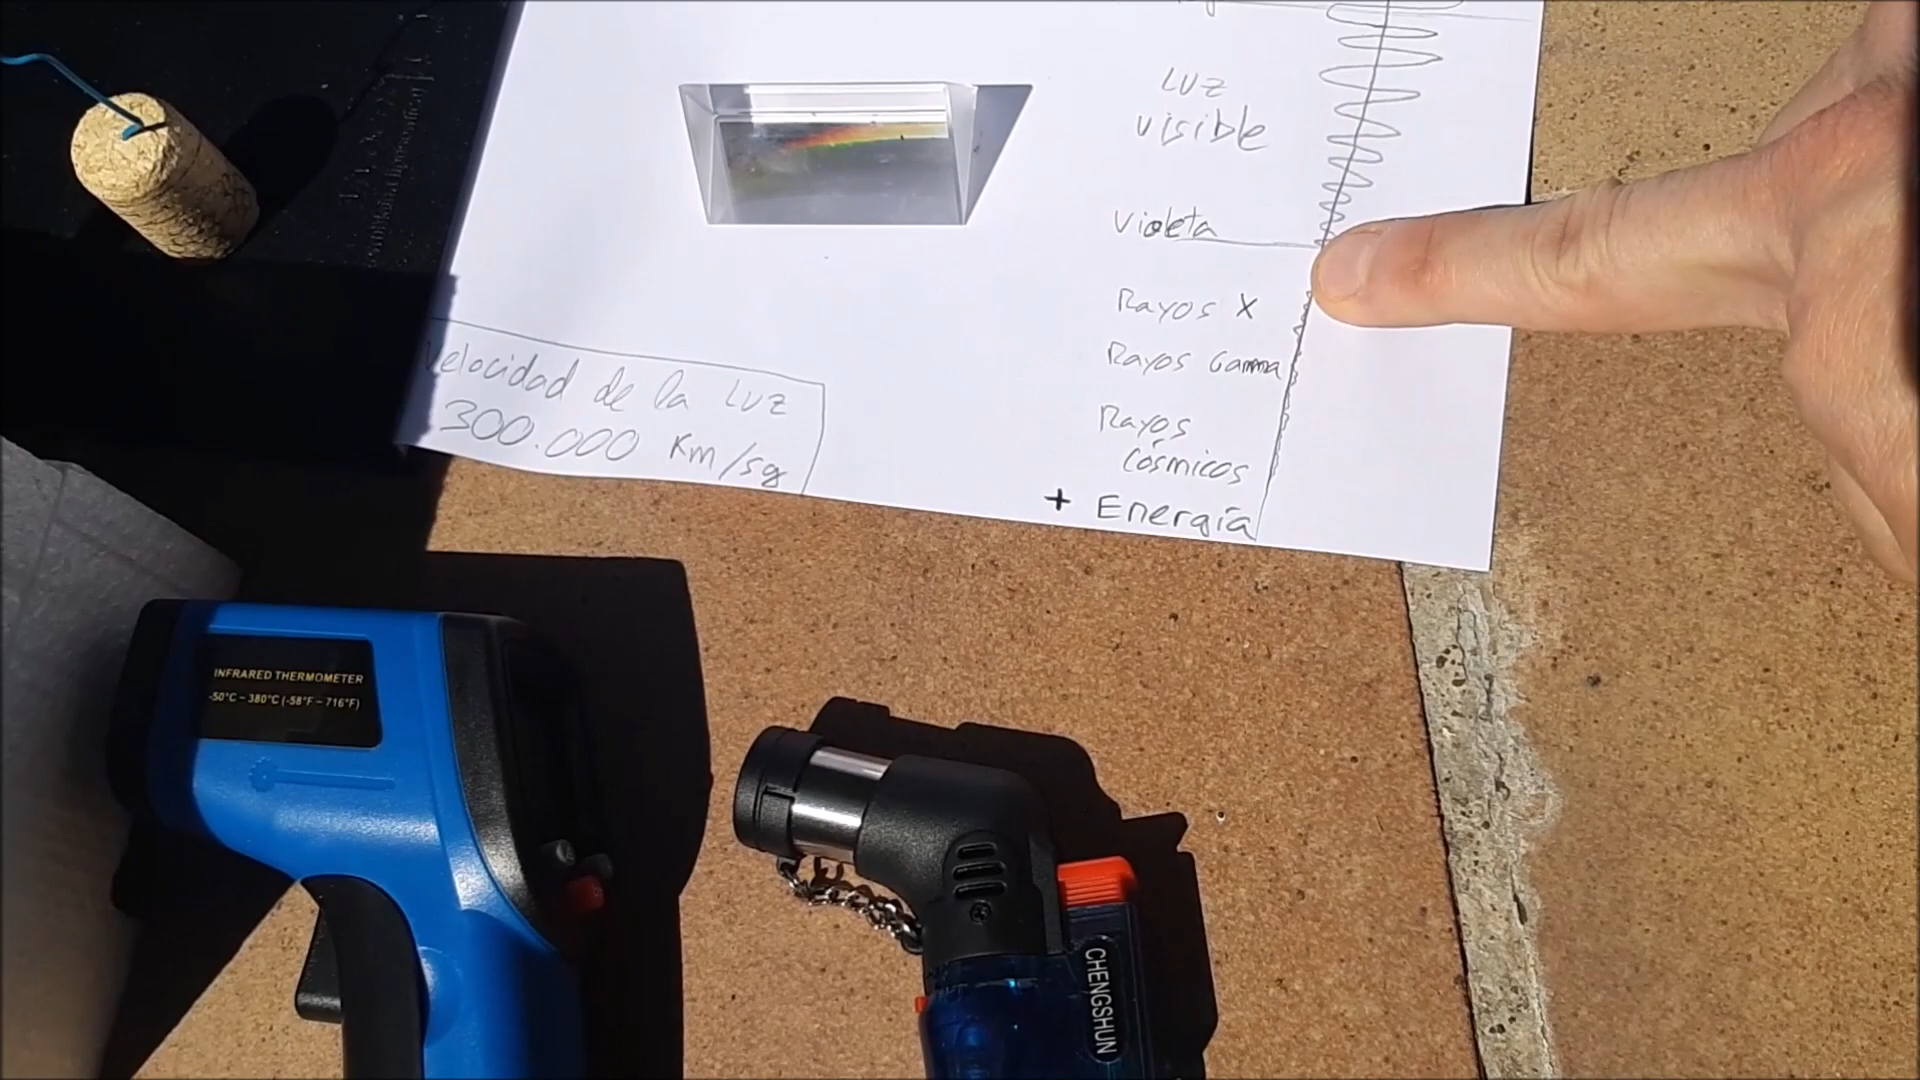 Luz
visible
Violeta
Rayos X
Rayos Gamma
Rayos
Cósmicos
+ Energía
Velocidad de la Luz
300.000 Km/sg
INFRARED THERMOMETER
-50°C ~ 380°C (-58°F ~ 716°F)
CHENGSHUN